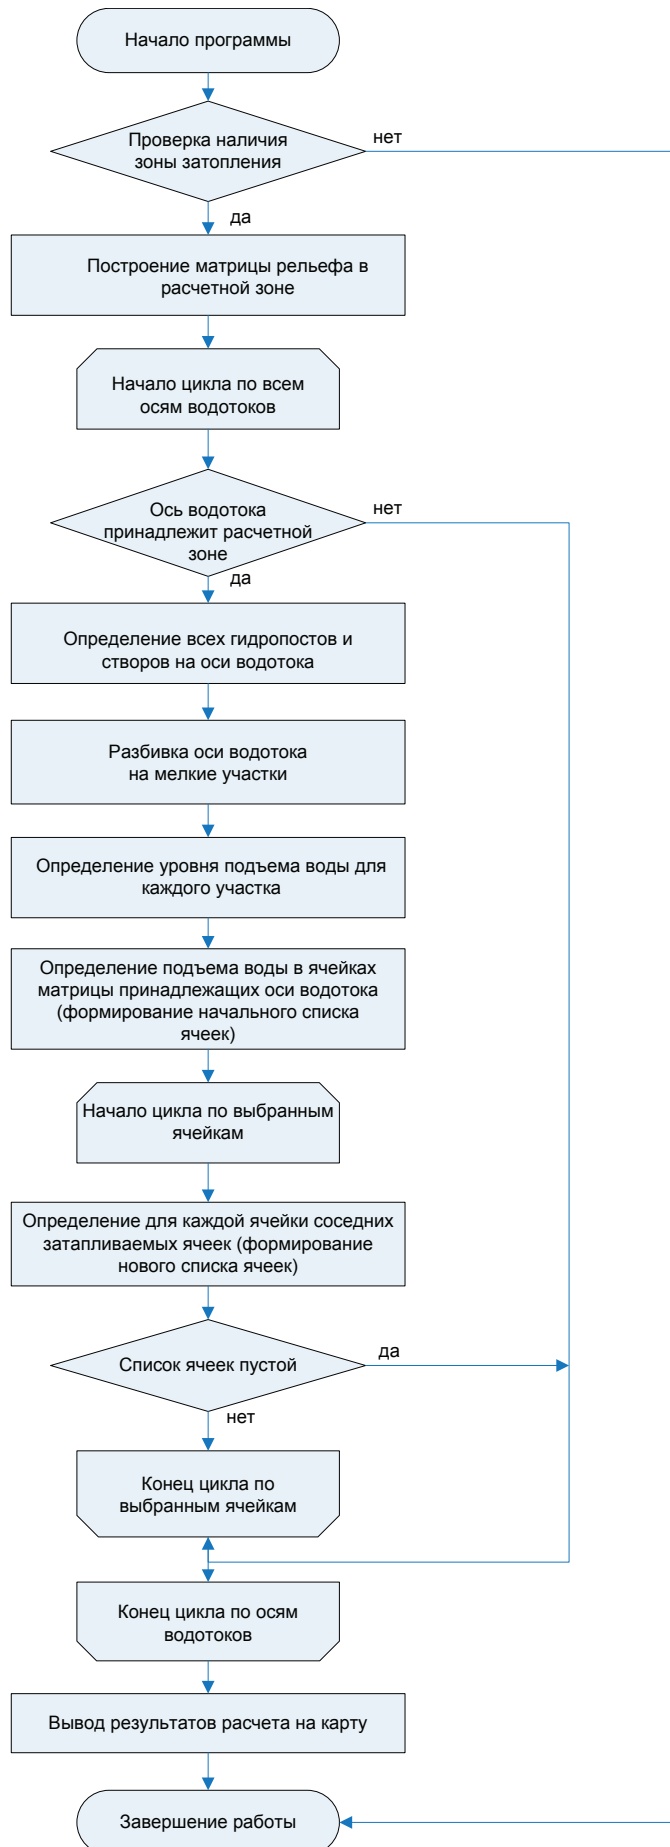 Начало программы
Проверка наличия
зоны затопления
нет
да
Построение матрицы рельефа в
расчетной зоне
Начало цикла по всем
осям водотоков
Ось водотока
принадлежит расчетной
зоне
нет
да
Определение всех гидропостов и
створов на оси водотока
Разбивка оси водотока
на мелкие участки
Определение уровня подъема воды для
каждого участка
Определение подъема воды в ячейках
матрицы принадлежащих оси водотока
(формирование начального списка
ячеек)
Начало цикла по выбранным
ячейкам
Определение для каждой ячейки соседних
затапливаемых ячеек (формирование
нового списка ячеек)
Список ячеек пустой
да
нет
Конец цикла по
выбранным ячейкам
Конец цикла по осям
водотоков
Вывод результатов расчета на карту
Завершение работы